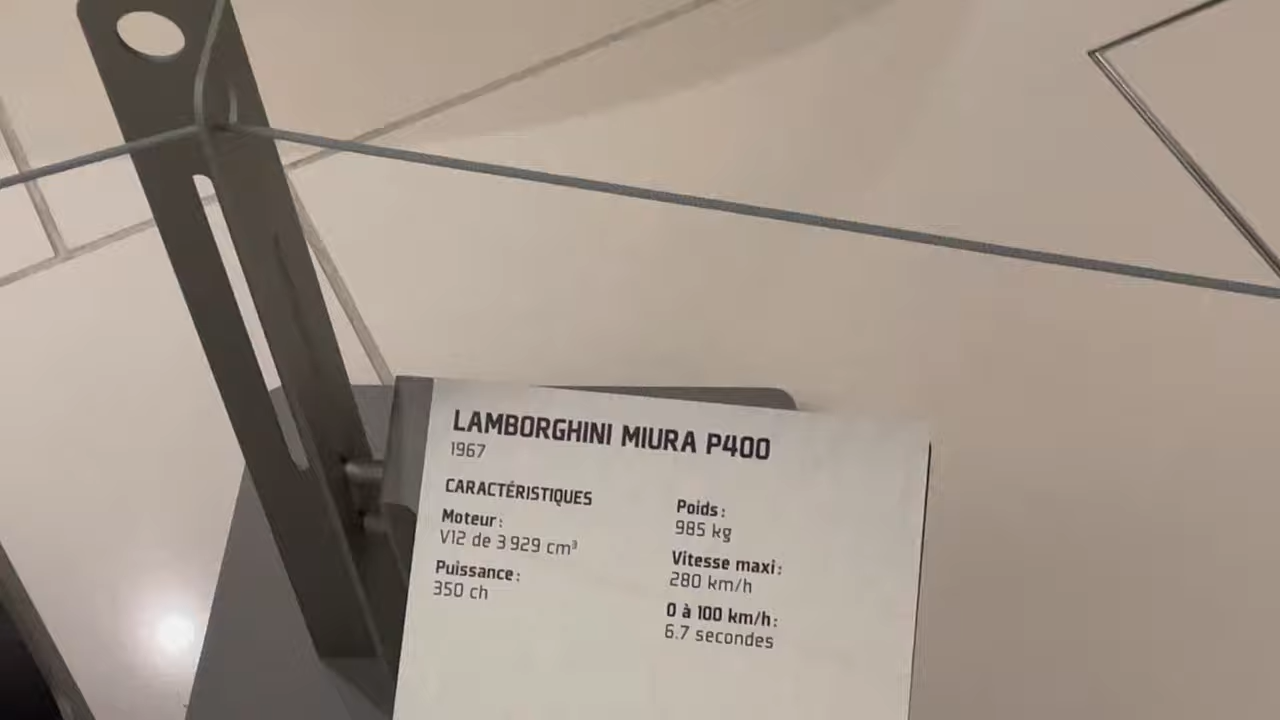 LAMBORGHINI MIURA P400
1967
CARACTÉRISTIQUES
Moteur :
V12 de 3 929 cm³
Puissance :
350 ch
Poids :
985 kg
Vitesse maxi :
280 km/h
0 à 100 km/h :
6.7 secondes